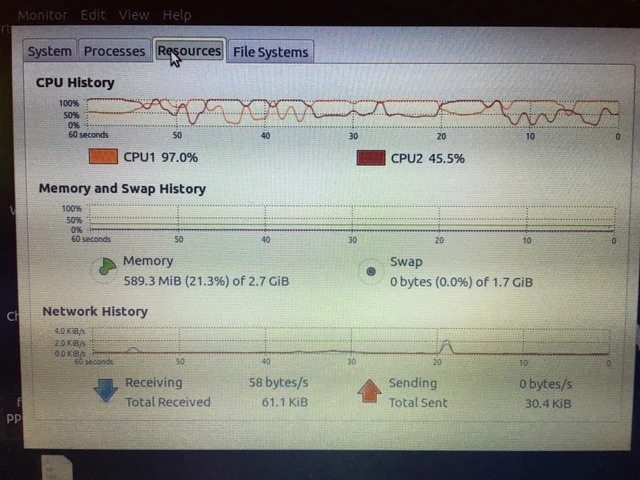 Monitor Edit View Help
System Processes Resources File Systems
CPU History
100%
50%
0%
60 seconds 50 40 30 20 10 0
CPU1 97.0% CPU2 45.5%
Memory and Swap History
100%
50%
0%
60 seconds 50 40 30 20 10 0
Memory Swap
589.3 MiB (21.3%) of 2.7 GiB 0 bytes (0.0%) of 1.7 GiB
Network History
4.0 KiB/s
2.0 KiB/s
0.0 KiB/s
60 seconds 50 40 30 20 10 0
Receiving 58 bytes/s Sending 0 bytes/s
Total Received 61.1 KiB Total Sent 30.4 KiB